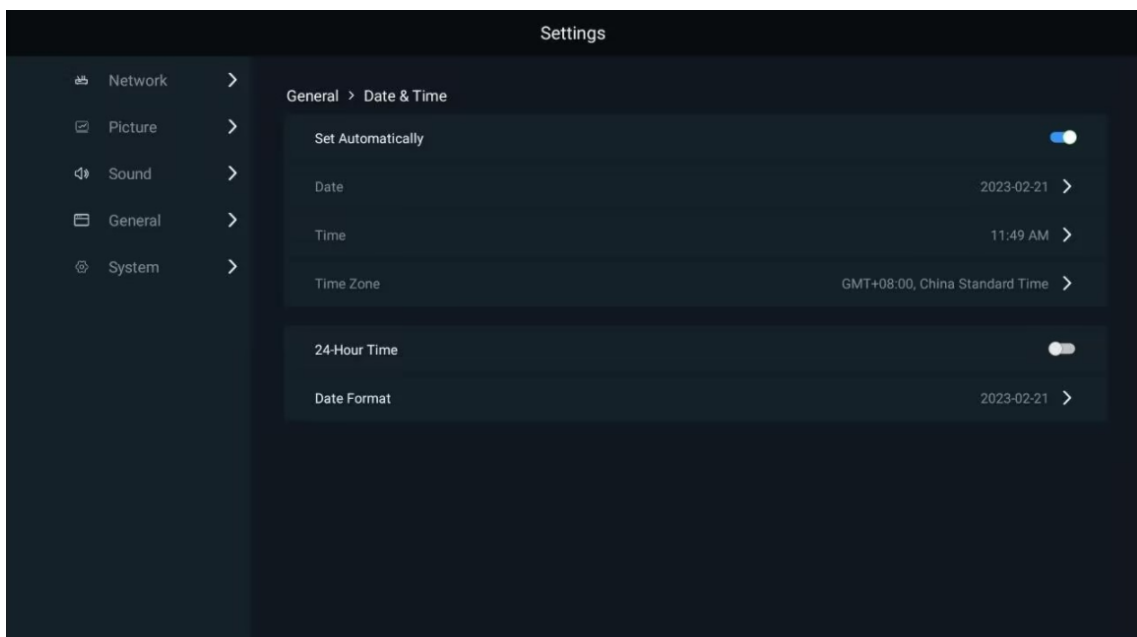 Settings
Network
Picture
Sound
General
System
General > Date & Time
Set Automatically
Date 2023-02-21
Time 11:49 AM
Time Zone GMT+08:00, China Standard Time
24-Hour Time
Date Format 2023-02-21